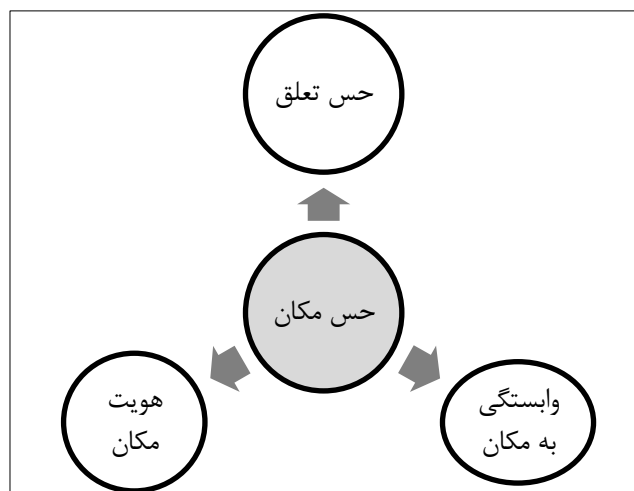 حس تعلق
حس مکان
وابستگی
به مکان
هویت
مکان